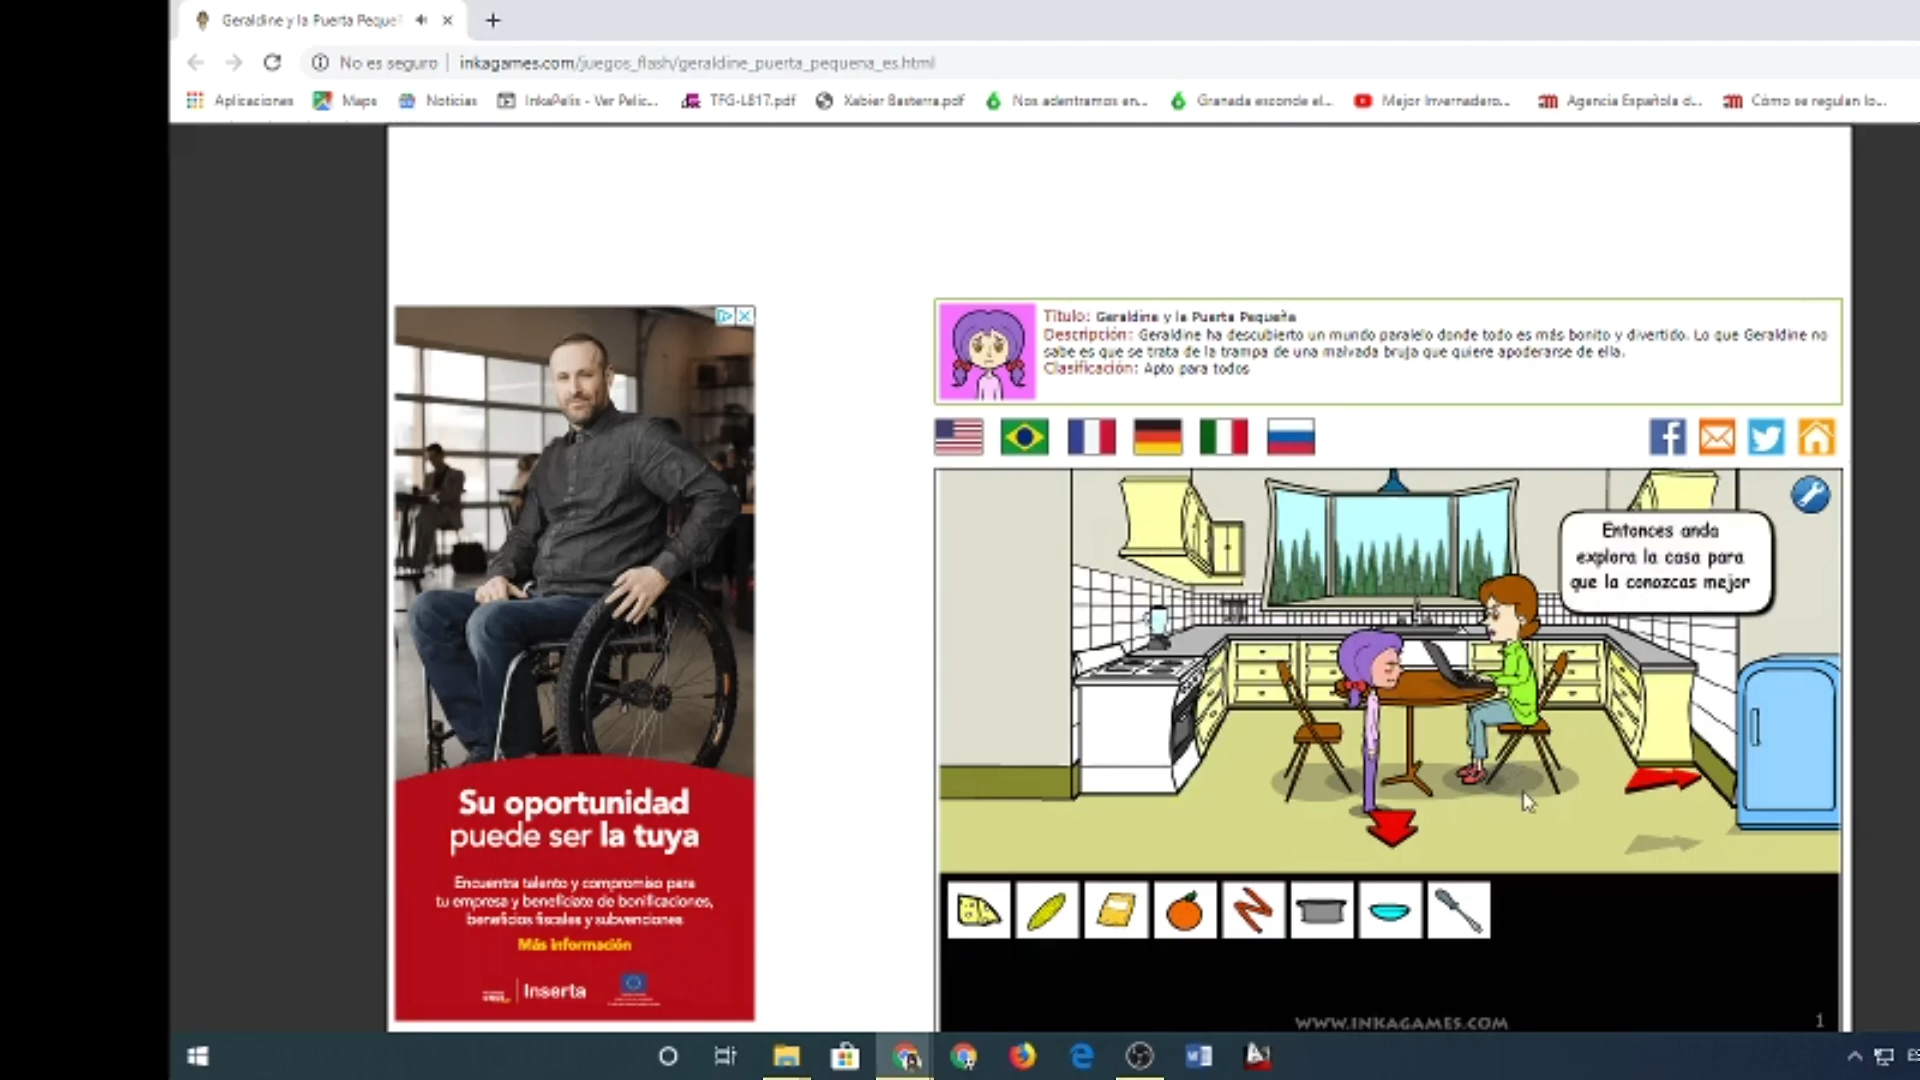 Geraldine y la Puerta Peque
No es seguro
inkagames.com/juegos_flash/geraldine_puerta_pequena_es.html
Aplicaciones
Maps
Noticias
InkaPelis - Ver Pelic...
TFG-L817.pdf
Xabier Basterra.pdf
Nos adentramos en...
Granada esconde el...
Mejor Invernadero...
Agencia Española d...
Cómo se regulan lo...
Título: Geraldine y la Puerta Pequeña
Descripción: Geraldine ha descubierto un mundo paralelo donde todo es más bonito y divertido. Lo que Geraldine no
sabe es que se trata de la trampa de una malvada bruja que quiere apoderarse de ella.
Clasificación: Apto para todos
Entonces anda
explora la casa para
que la conozcas mejor
Su oportunidad
puede ser la tuya
Encuentra talento y compromiso para
tu empresa y benefíciate de bonificaciones,
beneficios fiscales y subvenciones
Más información
Inserta
WWW.INKAGAMES.COM
1